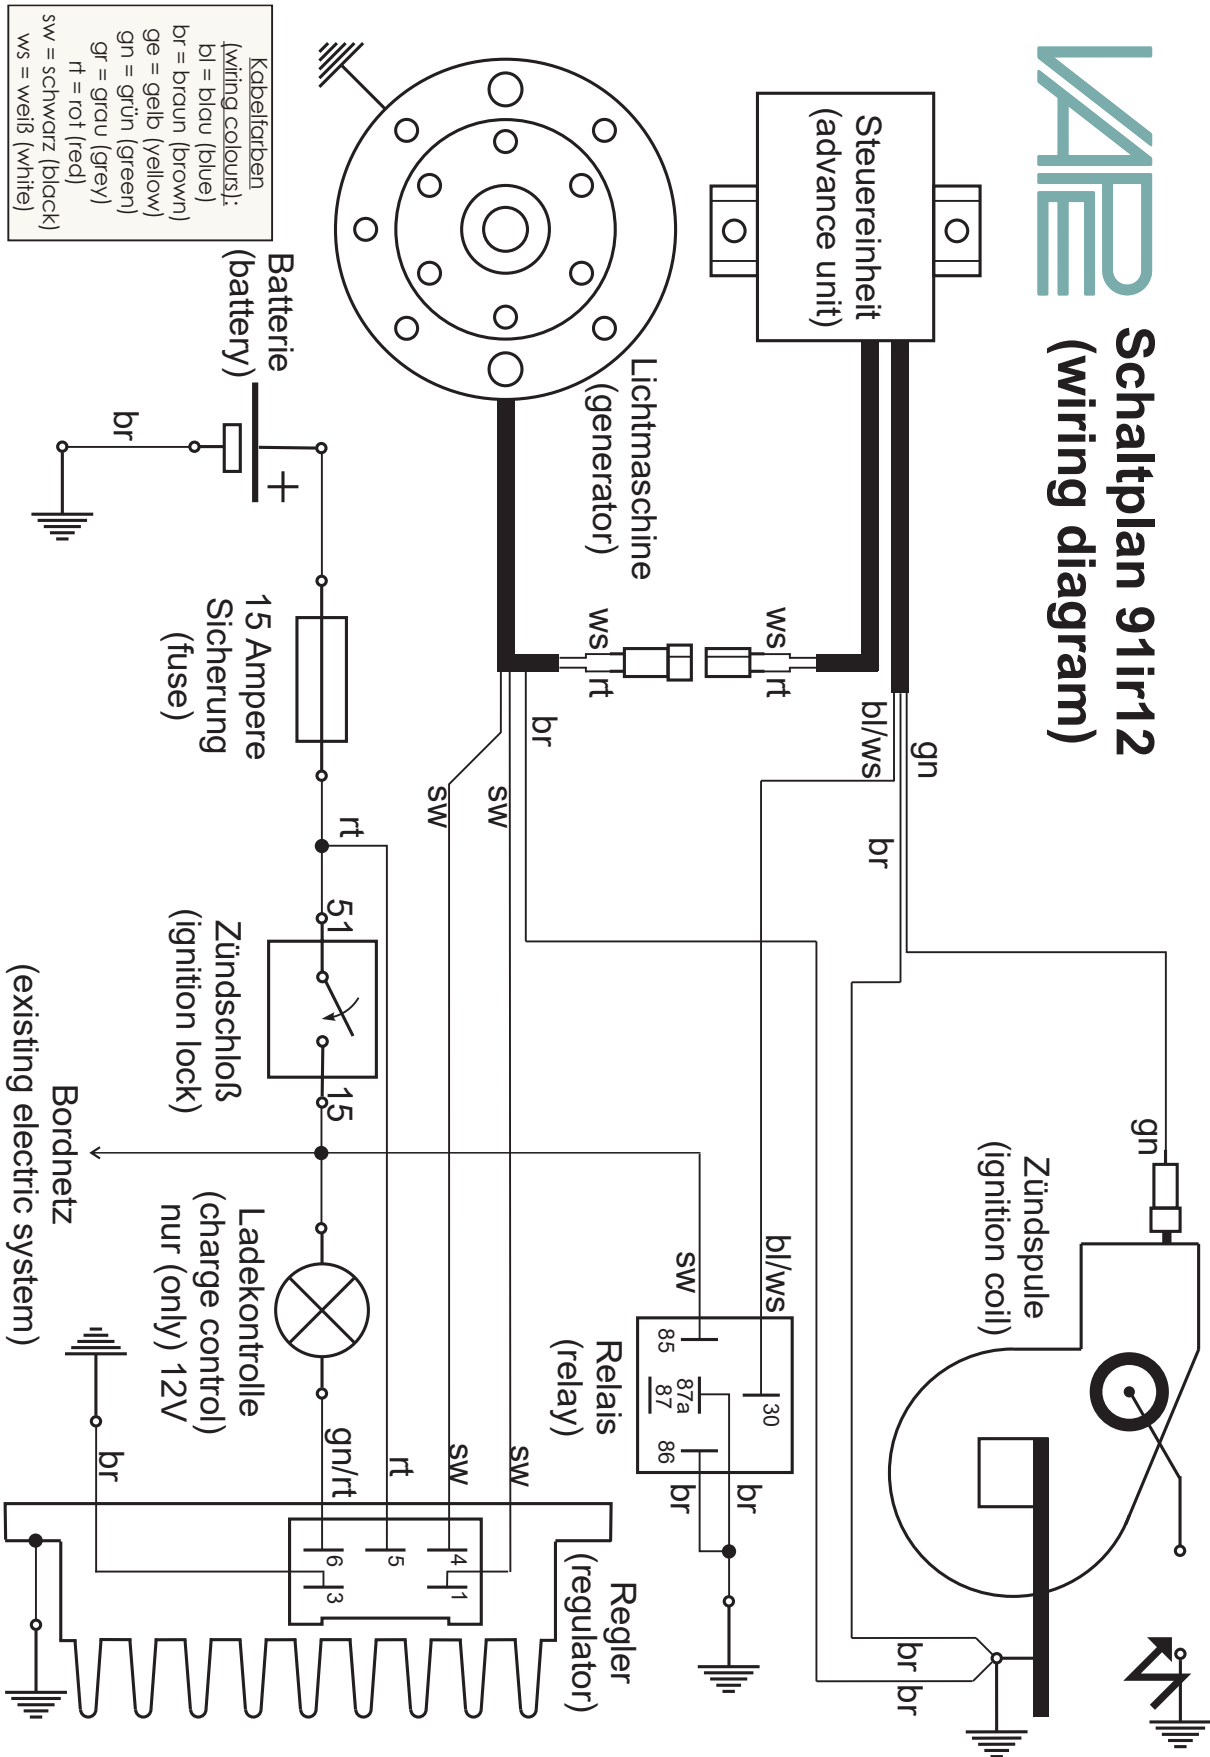 VAPE
Schaltplan 91ir12
(wiring diagram)
Steuereinheit
(advance unit)
Lichtmaschine
(generator)
ws
rt
ws
rt
bl/ws
gn
br
br
sw
sw
gn
Zündspule
(ignition coil)
bl/ws
sw
30
85
87a
87
86
Relais
(relay)
br
br
br
br
Kabelfarben
(wiring colours):
bl = blau (blue)
br = braun (brown)
ge = gelb (yellow)
gn = grün (green)
gr = grau (grey)
rt = rot (red)
sw = schwarz (black)
ws = weiß (white)
Batterie
(battery)
+
br
15 Ampere
Sicherung
(fuse)
rt
51
Zündschloß
(ignition lock)
15
Bordnetz
(existing electric system)
Ladekontrolle
(charge control)
nur (only) 12V
br
gn/rt
rt
sw
sw
4
1
5
6
3
Regler
(regulator)